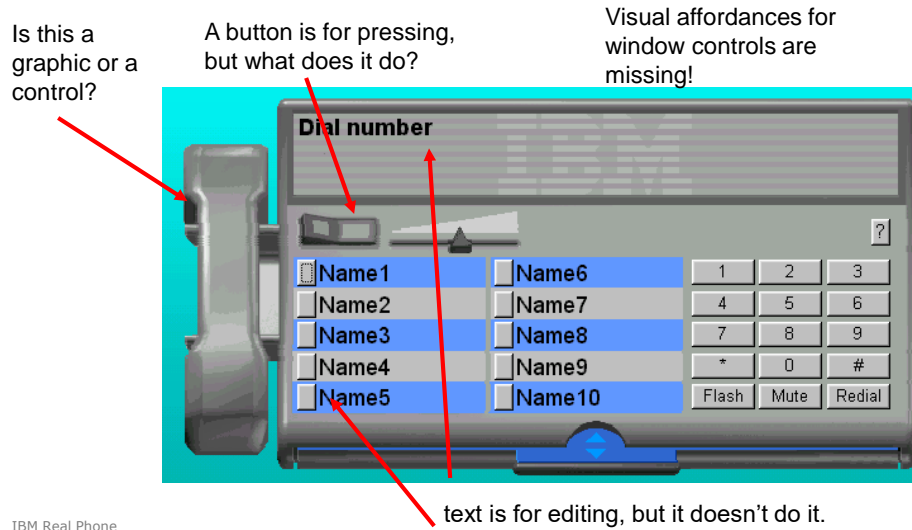 Is this a
graphic or a
control?
A button is for pressing,
but what does it do?
Visual affordances for
window controls are
missing!
Dial number
IBM
?
Name1
Name6
1 2 3
Name2
Name7
4 5 6
Name3
Name8
7 8 9
Name4
Name9
* 0 #
Name5
Name10
Flash Mute Redial
text is for editing, but it doesn’t do it.
IBM Real Phone